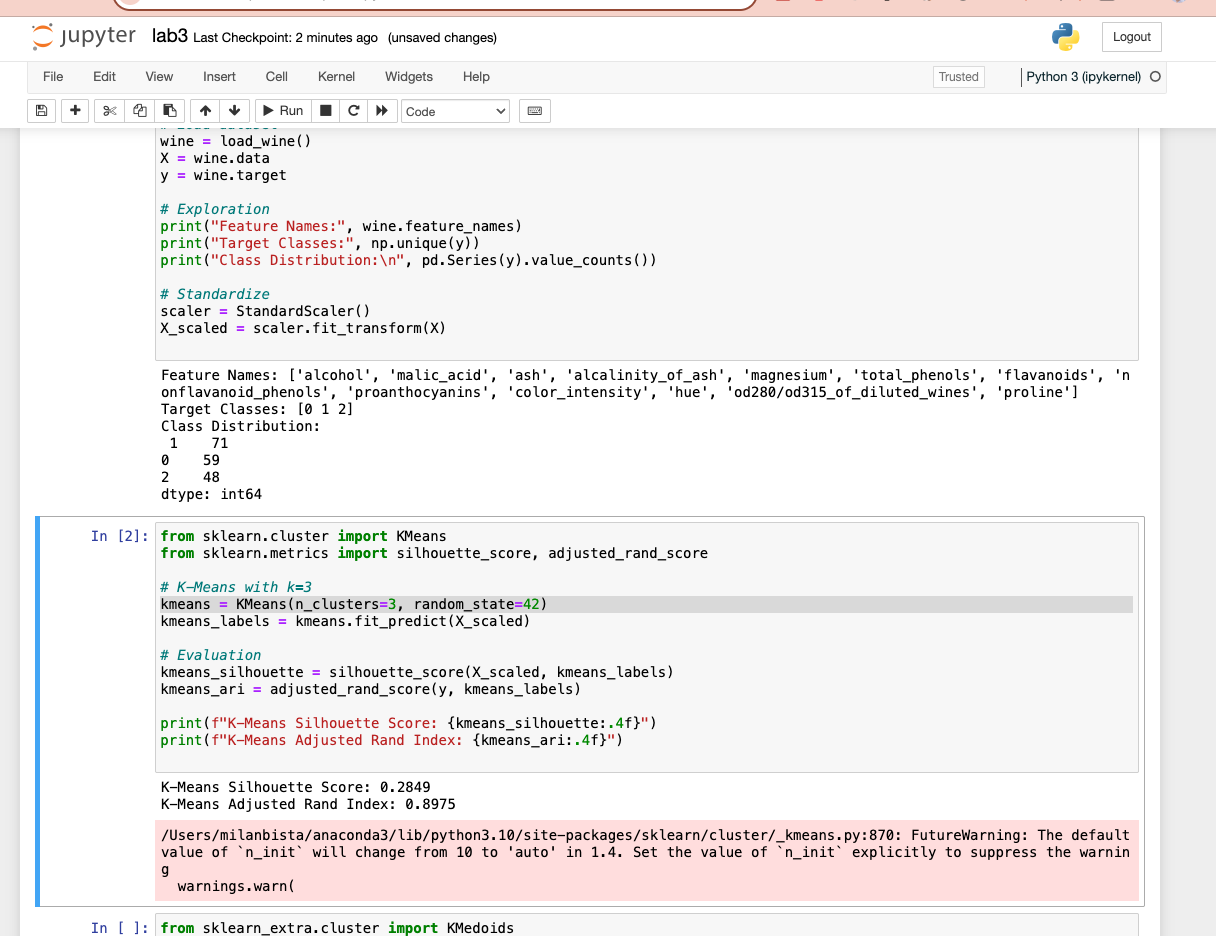 jupyter lab3 Last Checkpoint: 2 minutes ago (unsaved changes)
Logout
File Edit View Insert Cell Kernel Widgets Help
Trusted
Python 3 (ipykernel)
Run
Code
# Load dataset
wine = load_wine()
X = wine.data
y = wine.target
# Exploration
print("Feature Names:", wine.feature_names)
print("Target Classes:", np.unique(y))
print("Class Distribution:\n", pd.Series(y).value_counts())
# Standardize
scaler = StandardScaler()
X_scaled = scaler.fit_transform(X)
Feature Names: ['alcohol', 'malic_acid', 'ash', 'alcalinity_of_ash', 'magnesium', 'total_phenols', 'flavanoids', 'n
onflavanoid_phenols', 'proanthocyanins', 'color_intensity', 'hue', 'od280/od315_of_diluted_wines', 'proline']
Target Classes: [0 1 2]
Class Distribution:
1    71
0    59
2    48
dtype: int64
In [2]:
from sklearn.cluster import KMeans
from sklearn.metrics import silhouette_score, adjusted_rand_score
# K-Means with k=3
kmeans = KMeans(n_clusters=3, random_state=42)
kmeans_labels = kmeans.fit_predict(X_scaled)
# Evaluation
kmeans_silhouette = silhouette_score(X_scaled, kmeans_labels)
kmeans_ari = adjusted_rand_score(y, kmeans_labels)
print(f"K-Means Silhouette Score: {kmeans_silhouette:.4f}")
print(f"K-Means Adjusted Rand Index: {kmeans_ari:.4f}")
K-Means Silhouette Score: 0.2849
K-Means Adjusted Rand Index: 0.8975
/Users/milanbista/anaconda3/lib/python3.10/site-packages/sklearn/cluster/_kmeans.py:870: FutureWarning: The default
value of `n_init` will change from 10 to 'auto' in 1.4. Set the value of `n_init` explicitly to suppress the warnin
g
warnings.warn(
In [ ]:
from sklearn_extra.cluster import KMedoids